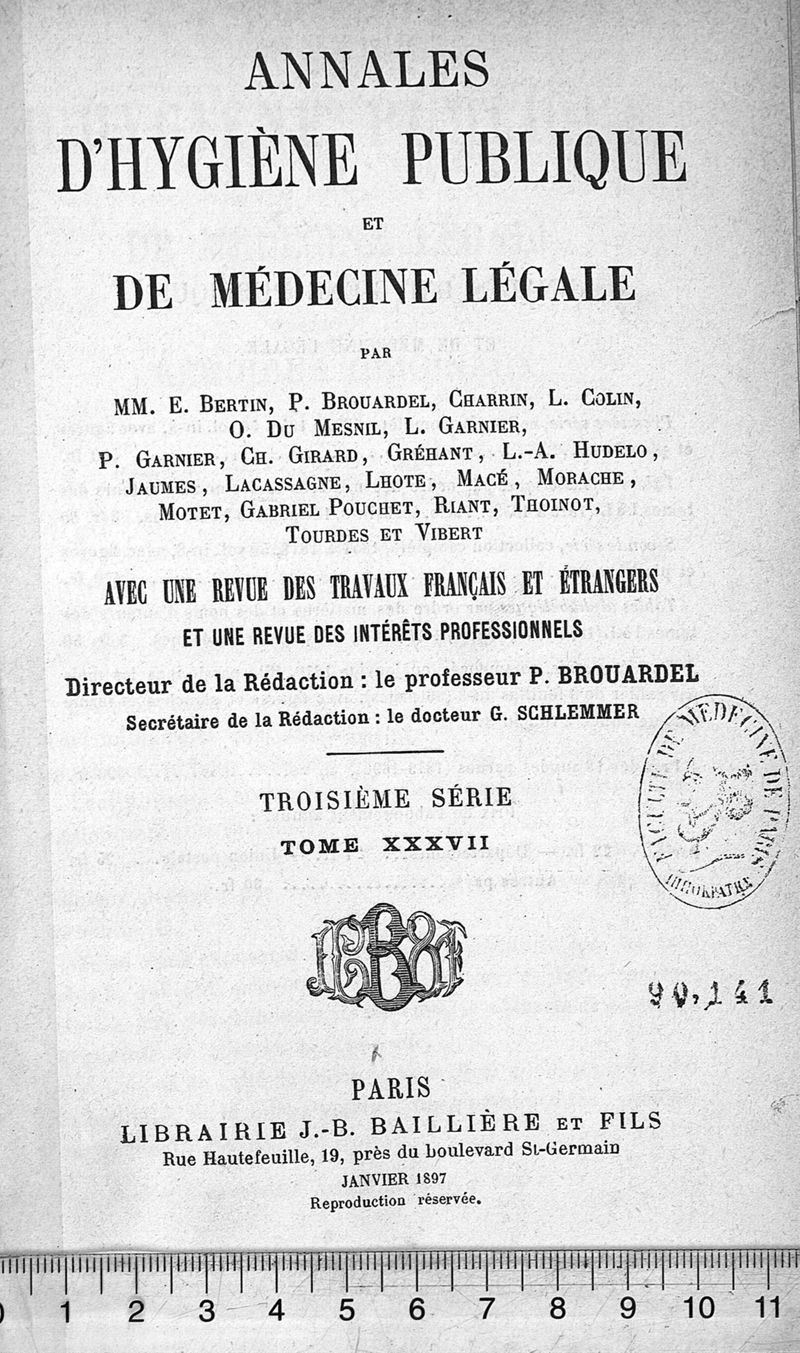 ANNALES
D'HYGIÈNE PUBLIQUE
ET
DE MÉDECINE LÉGALE
PAR
MM. E. BERTIN, P. BROUARDEL, CHARRIN, L. COLIN,
O. DU MESNIL, L. GARNIER,
P. GARNIER, CH. GIRARD, GRÉHANT, L.-A. HUDELO,
JAUMES, LACASSAGNE, LHOTE, MACÉ, MORACHE,
MOTET, GABRIEL POUCHET, RIANT, THOINOT,
TOURDES ET VIBERT
AVEC UNE REVUE DES TRAVAUX FRANÇAIS ET ÉTRANGERS
ET UNE REVUE DES INTÉRÊTS PROFESSIONNELS
Directeur de la Rédaction : le professeur P. BROUARDEL
Secrétaire de la Rédaction : le docteur G. SCHLEMMER
FACULTÉ DE MÉDECINE DE PARIS
HIPPOKPATHE
TROISIÈME SÉRIE
TOME XXXVII
90,141
PARIS
LIBRAIRIE J.-B. BAILLIÈRE ET FILS
Rue Hautefeuille, 19, près du boulevard St-Germain
JANVIER 1897
Reproduction réservée.
0 1 2 3 4 5 6 7 8 9 10 11